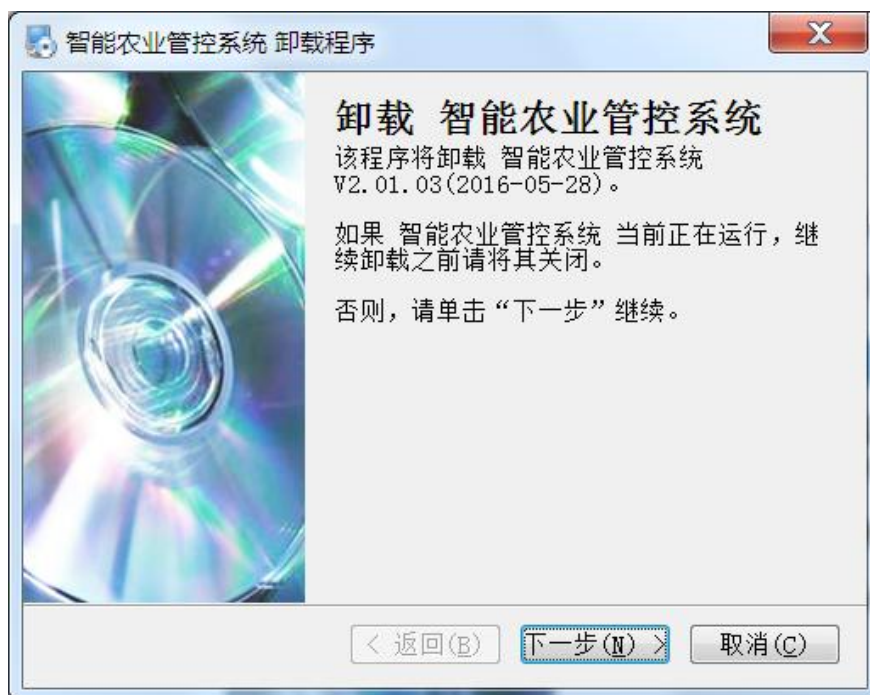 智能农业管控系统 卸载程序
卸载 智能农业管控系统
该程序将卸载 智能农业管控系统
V2.01.03(2016-05-28)。
如果 智能农业管控系统 当前正在运行，继
续卸载之前请将其关闭。
否则，请单击“下一步”继续。
< 返回(B)
下一步(N) >
取消(C)